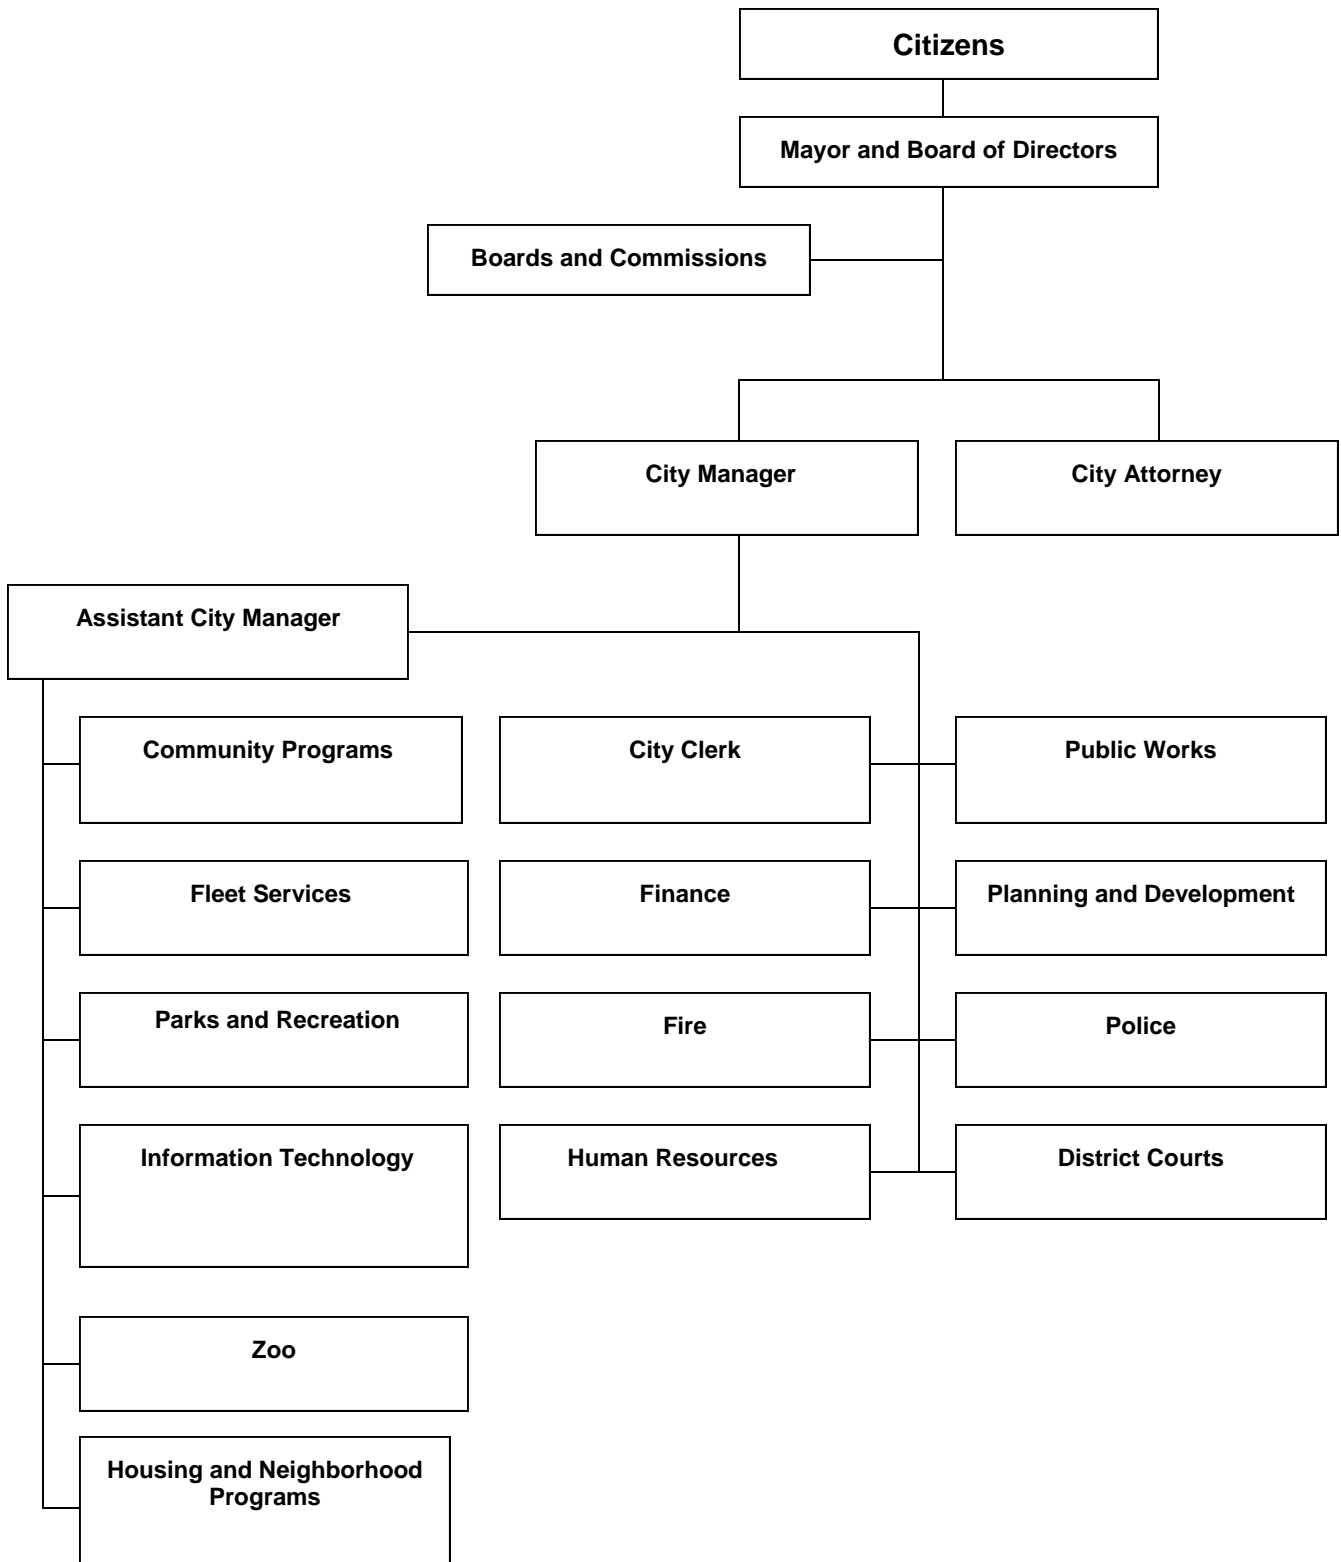 Citizens
Mayor and Board of Directors
Boards and Commissions
City Manager
City Attorney
Assistant City Manager
Community Programs
City Clerk
Public Works
Fleet Services
Finance
Planning and Development
Parks and Recreation
Fire
Police
Information Technology
Human Resources
District Courts
Zoo
Housing and Neighborhood
Programs